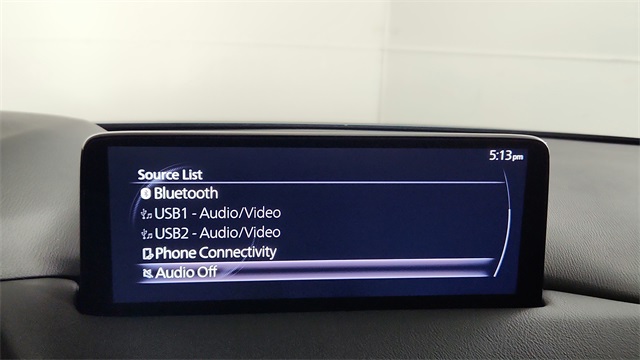 5:13pm
Source List
Bluetooth
USB1 - Audio/Video
USB2 - Audio/Video
Phone Connectivity
Audio Off